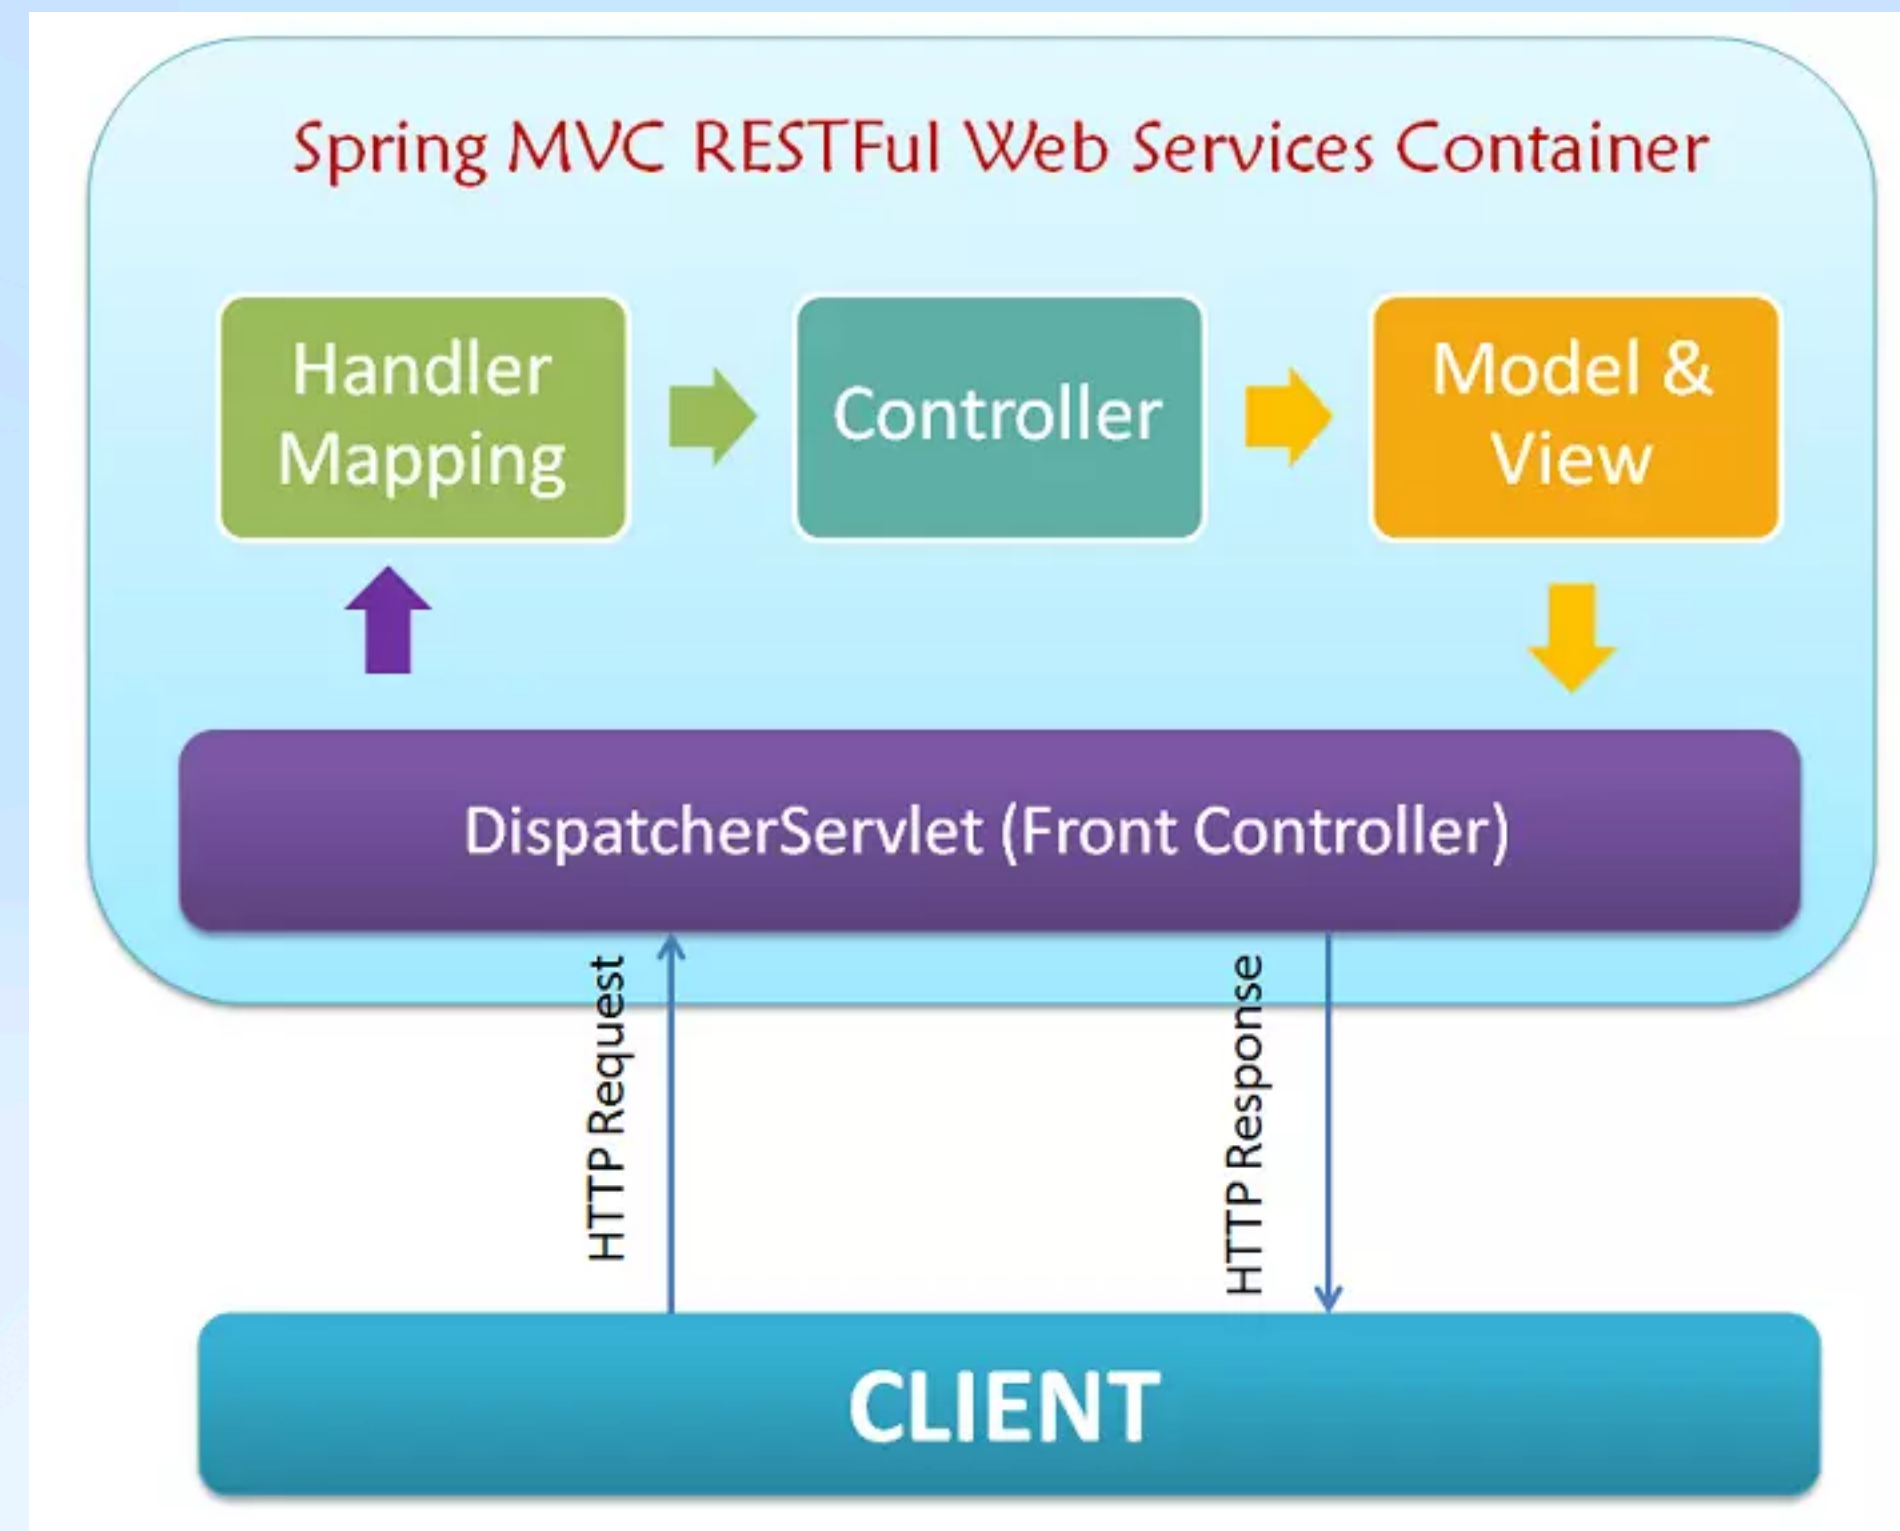 Spring MVC RESTFul Web Services Container
Handler
Mapping
Controller
Model &
View
DispatcherServlet (Front Controller)
HTTP Request
HTTP Response
CLIENT